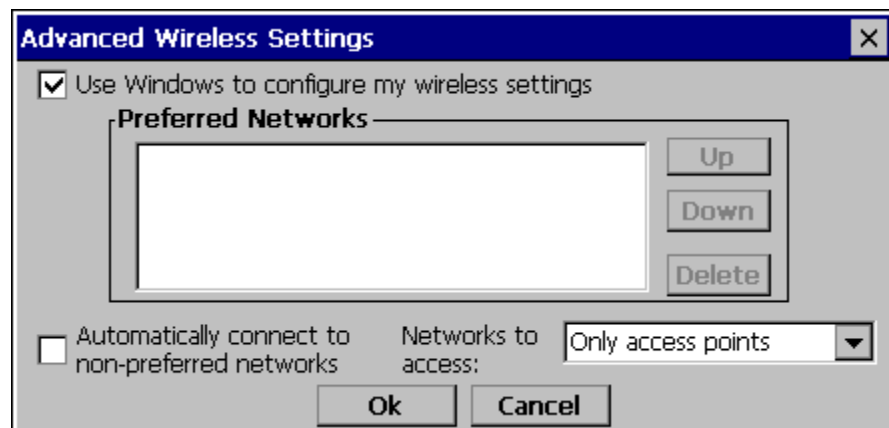 Advanced Wireless Settings
Use Windows to configure my wireless settings
Preferred Networks
Up
Down
Delete
Automatically connect to
non-preferred networks
Networks to
access:
Only access points
Ok
Cancel